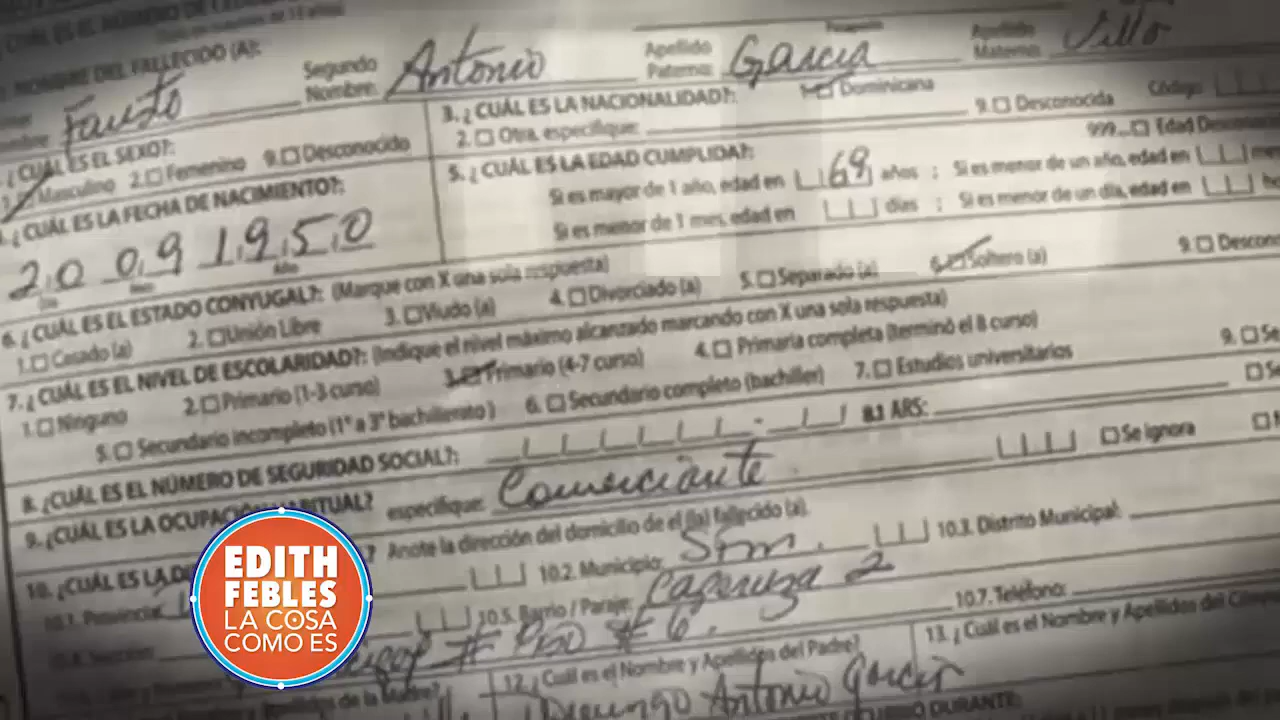 NOMBRE DEL FALLECIDO (A):
Fausto Segundo Nombre: Antonio Apellido Paterno: Garcia Apellido Materno:
¿CUÁL ES EL SEXO?:
Masculino 2. Femenino 9. Desconocido
3. ¿CUÁL ES LA NACIONALIDAD?: 1. Dominicana
2. Otra, especifique: 9. Desconocida Código
¿CUÁL ES LA FECHA DE NACIMIENTO?:
20 09 1950
Día Mes Año
5. ¿CUÁL ES LA EDAD CUMPLIDA?: 999... Edad
Si es mayor de 1 año, edad en 69 años ; Si es menor de un año, edad en
Si es menor de 1 mes, edad en días ; Si es menor de un día, edad en
6. ¿CUÁL ES EL ESTADO CONYUGAL?: (Marque con X una sola respuesta)
1. Casado (a) 2. Unión Libre 3. Viudo (a) 4. Divorciado (a) 5. Separado (a) 6. Soltero (a) 9.
7. ¿CUÁL ES EL NIVEL DE ESCOLARIDAD?: (Indique el nivel máximo alcanzado marcando con X una sola respuesta)
1. Ninguno 2. Primario (1-3 curso) 3. Primario (4-7 curso) 4. Primaria completa (terminó el 8 curso) 9.
5. Secundario incompleto (1° a 3° bachillerato) 6. Secundario completo (bachiller) 7. Estudios universitarios
8. ¿CUÁL ES EL NÚMERO DE SEGURIDAD SOCIAL?: 8.1 ARS:
9. ¿CUÁL ES LA OCUPACIÓN HABITUAL? especifique: Comerciante Se ignora
10. ¿CUÁL ES LA ? Anote la dirección del domicilio de el (la) fallecido (a).
10.1. Provincia: 10.2. Municipio: 10.3. Distrito Municipal:
10.5. Barrio / Paraje: 2 10.7. Teléfono:
# 6
12. ¿Cuál es el Nombre y Apellidos del Padre? 13. ¿Cuál es el Nombre y Apellidos del
Antonio Garcia
EDITH
FEBLES
LA COSA
COMO ES